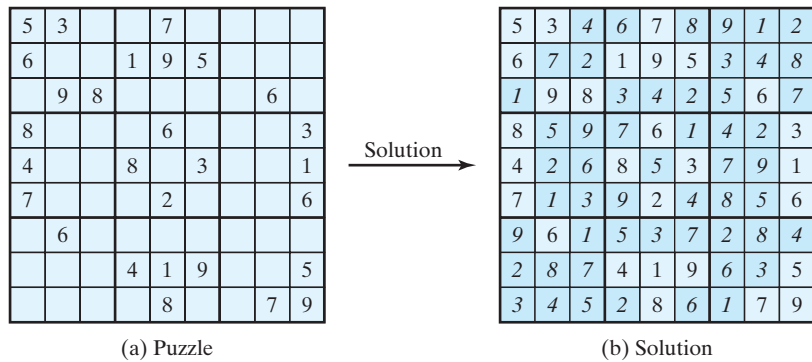 5 3 7
6 1 9 5
9 8 6
8 6 3
4 8 3 1
7 2 6
6
4 1 9 5
8 7 9
(a) Puzzle
Solution
5 3 4 6 7 8 9 1 2
6 7 2 1 9 5 3 4 8
1 9 8 3 4 2 5 6 7
8 5 9 7 6 1 4 2 3
4 2 6 8 5 3 7 9 1
7 1 3 9 2 4 8 5 6
9 6 1 5 3 7 2 8 4
2 8 7 4 1 9 6 3 5
3 4 5 2 8 6 1 7 9
(b) Solution